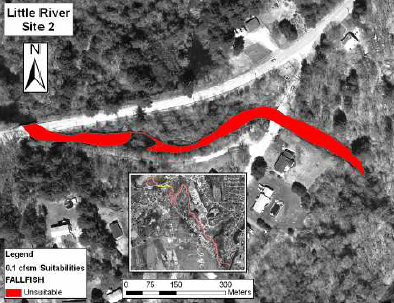 Little River
Site 2
N
Legend
0.1 cfsm Suitabilities
FALLFISH
Unsuitable
0 75 150 300
Meters